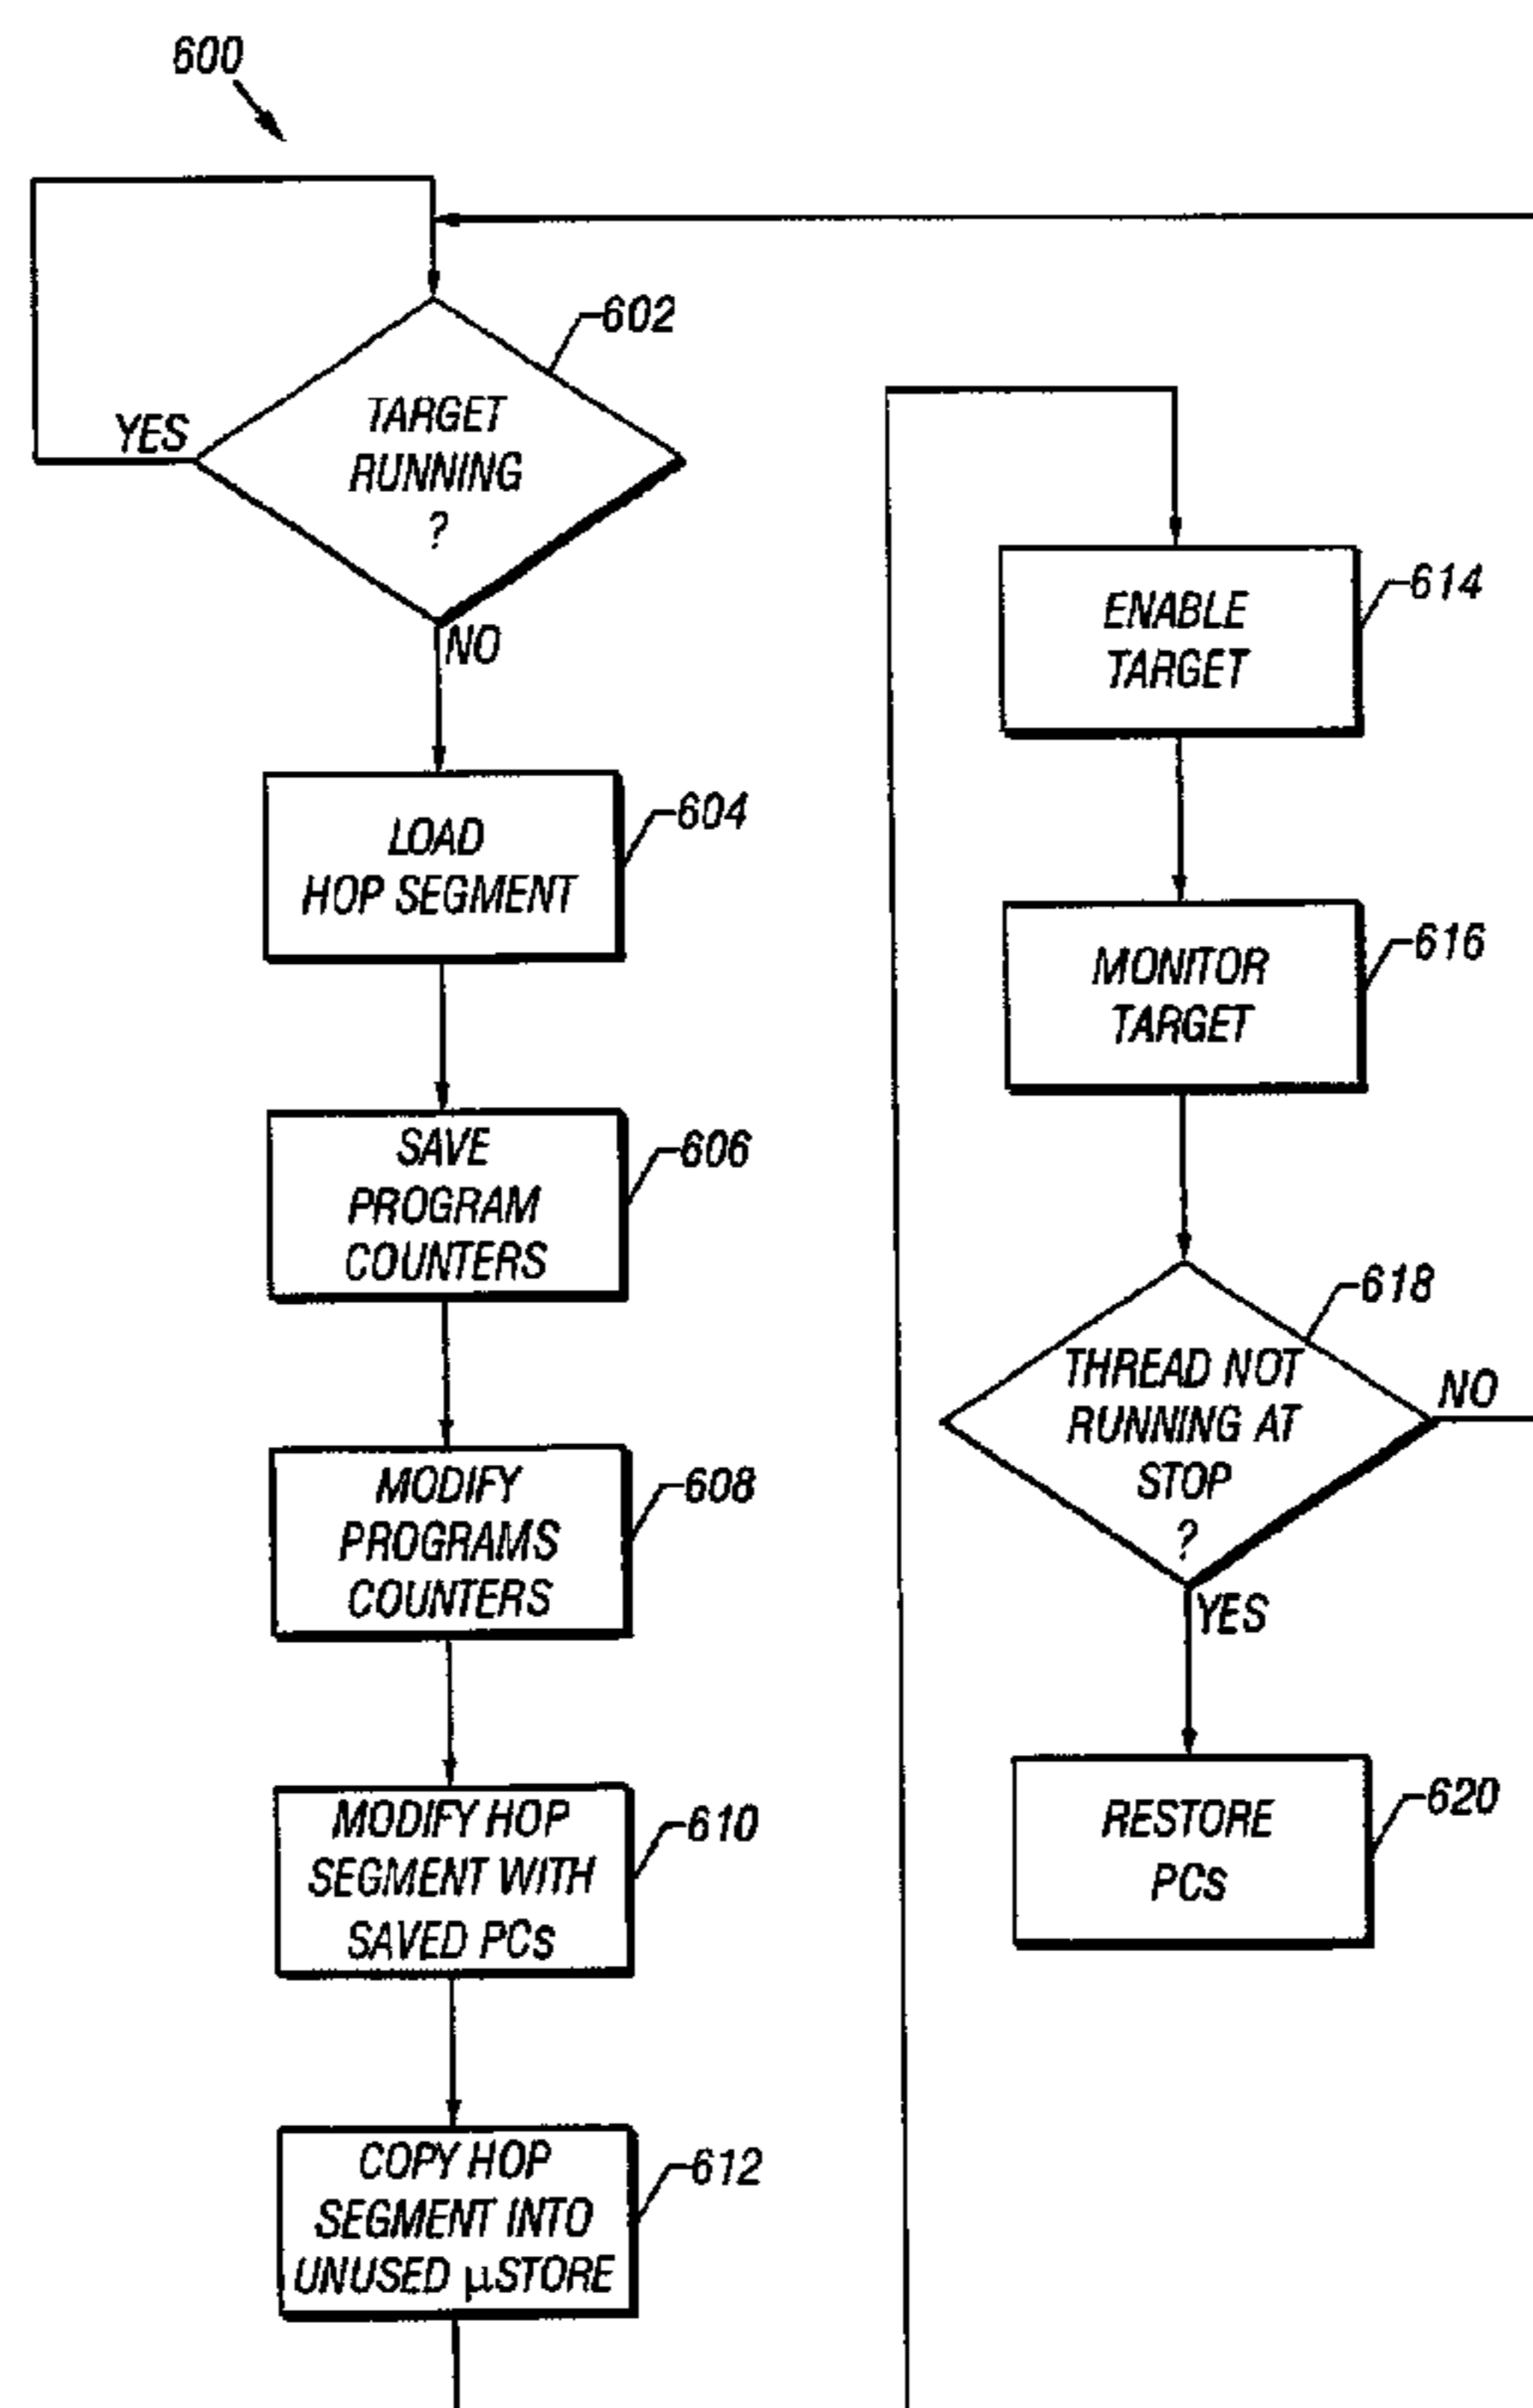 600
602
TARGET
RUNNING
?
YES
NO
LOAD
HOP SEGMENT
604
SAVE
PROGRAM
COUNTERS
606
MODIFY
PROGRAMS
COUNTERS
608
MODIFY HOP
SEGMENT WITH
SAVED PCs
610
COPY HOP
SEGMENT INTO
UNUSED µSTORE
612
ENABLE
TARGET
614
MONITOR
TARGET
616
618
THREAD NOT
RUNNING AT
STOP
?
NO
YES
RESTORE
PCs
620